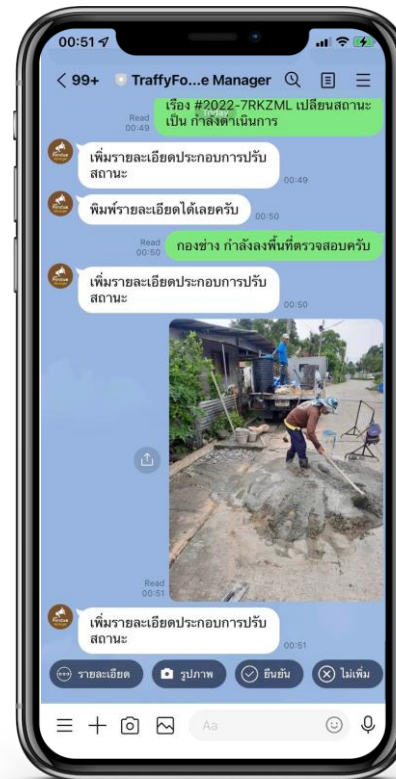 00:51
99+ TraffyFo...e Manager
เรื่อง #2022-7RKZML เปลี่ยนสถานะ
เป็น กำลังดำเนินการ
Read
00:49
Today
เพิ่มรายละเอียดประกอบการปรับ
สถานะ
00:49
พิมพ์รายละเอียดได้เลยครับ
00:50
Read
00:50
กองช่าง กำลังลงพื้นที่ตรวจสอบครับ
เพิ่มรายละเอียดประกอบการปรับ
สถานะ
00:50
Read
00:51
เพิ่มรายละเอียดประกอบการปรับ
สถานะ
00:51
รายละเอียด
รูปภาพ
ยืนยัน
ไม่เพิ่ม
Aa